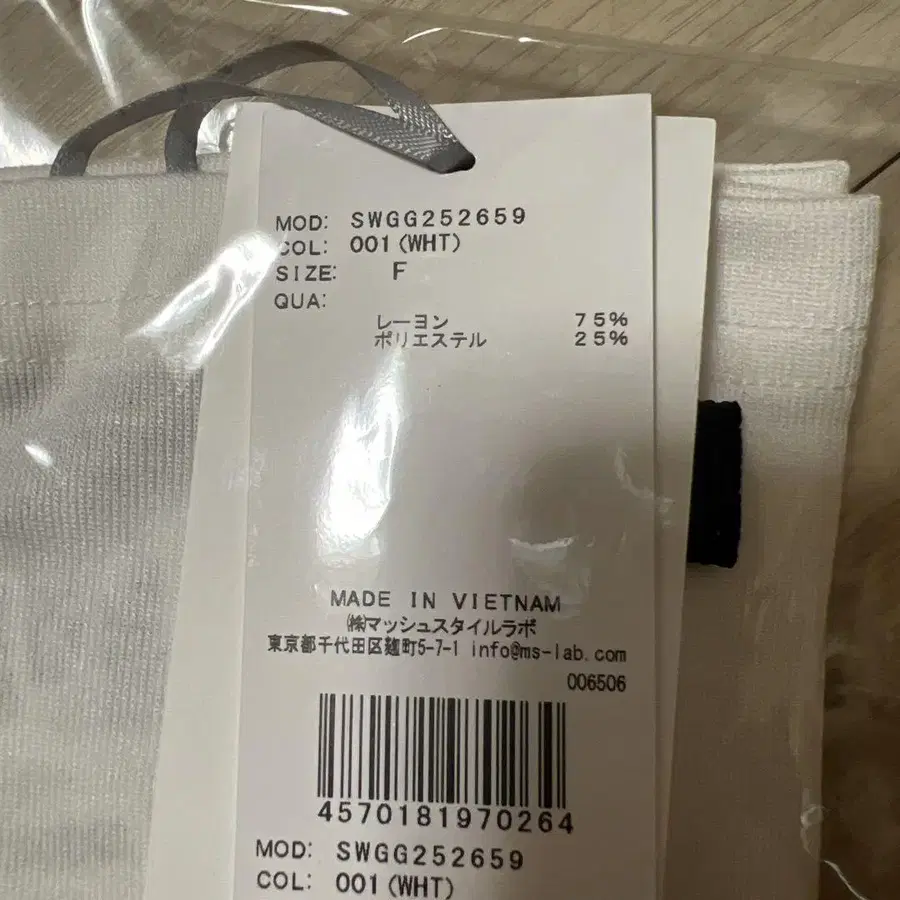 MOD: SWGG252659
COL: 001(WHT)
SIZE: F
QUA:
レーヨン 75%
ポリエステル 25%
MADE IN VIETNAM
㈱マッシュスタイルラボ
東京都千代田区麹町5-7-1 info@ms-lab.com
006506
4570181970264
MOD: SWGG252659
COL: 001(WHT)